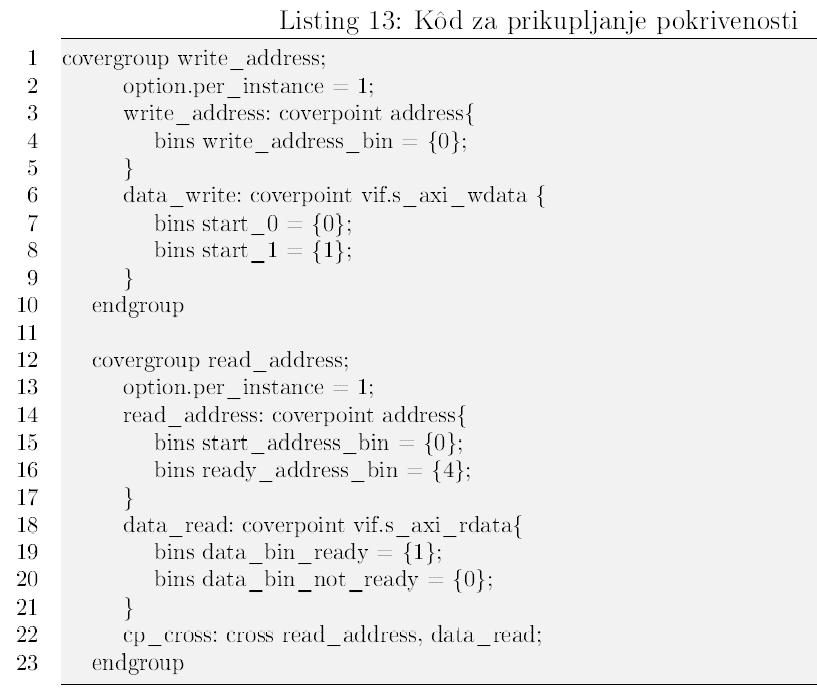 Listing 13: Kôd za prikupljanje pokrivenosti
1 covergroup write_address;
2 option.per_instance = 1;
3 write_address: coverpoint address{
4 bins write_address_bin = {0};
5 }
6 data_write: coverpoint vif.s_axi_wdata {
7 bins start_0 = {0};
8 bins start_1 = {1};
9 }
10 endgroup
11
12 covergroup read_address;
13 option.per_instance = 1;
14 read_address: coverpoint address{
15 bins start_address_bin = {0};
16 bins ready_address_bin = {4};
17 }
18 data_read: coverpoint vif.s_axi_rdata{
19 bins data_bin_ready = {1};
20 bins data_bin_not_ready = {0};
21 }
22 cp_cross: cross read_address, data_read;
23 endgroup